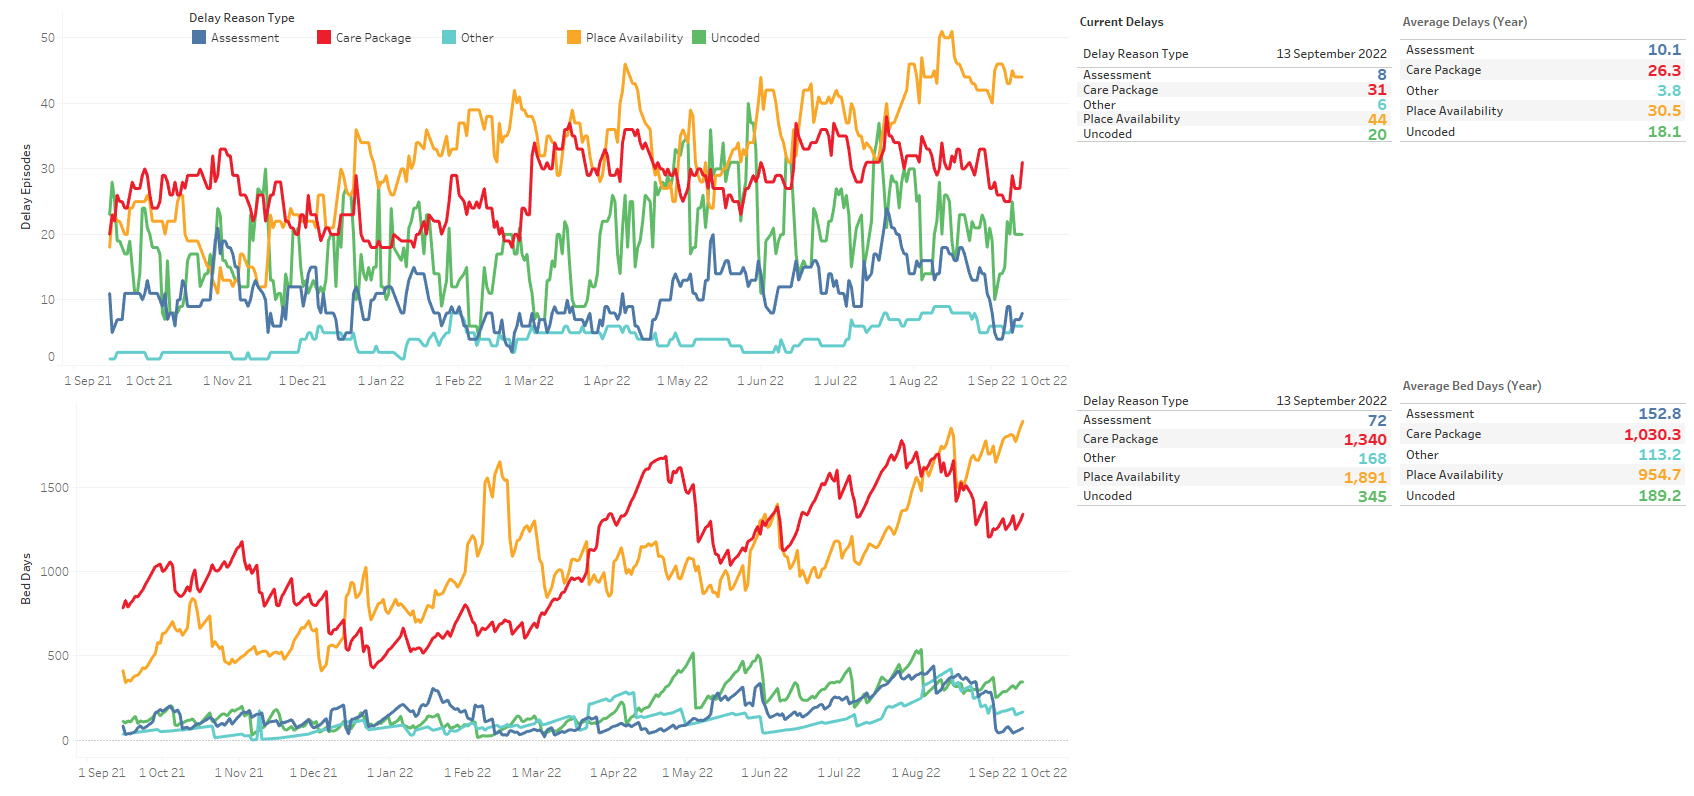 Delay Reason Type
Assessment Care Package Other Place Availability Uncoded
Delay Episodes
50
40
30
20
10
0
1 Sep 21 1 Oct 21 1 Nov 21 1 Dec 21 1 Jan 22 1 Feb 22 1 Mar 22 1 Apr 22 1 May 22 1 Jun 22 1 Jul 22 1 Aug 22 1 Sep 22 1 Oct 22
Current Delays
Delay Reason Type 13 September 2022
Assessment 8
Care Package 31
Other 6
Place Availability 44
Uncoded 20
Average Delays (Year)
Assessment 10.1
Care Package 26.3
Other 3.8
Place Availability 30.5
Uncoded 18.1
Bed Days
1500
1000
500
0
1 Sep 21 1 Oct 21 1 Nov 21 1 Dec 21 1 Jan 22 1 Feb 22 1 Mar 22 1 Apr 22 1 May 22 1 Jun 22 1 Jul 22 1 Aug 22 1 Sep 22 1 Oct 22
Delay Reason Type 13 September 2022
Assessment 72
Care Package 1,340
Other 168
Place Availability 1,891
Uncoded 345
Average Bed Days (Year)
Assessment 152.8
Care Package 1,030.3
Other 113.2
Place Availability 954.7
Uncoded 189.2